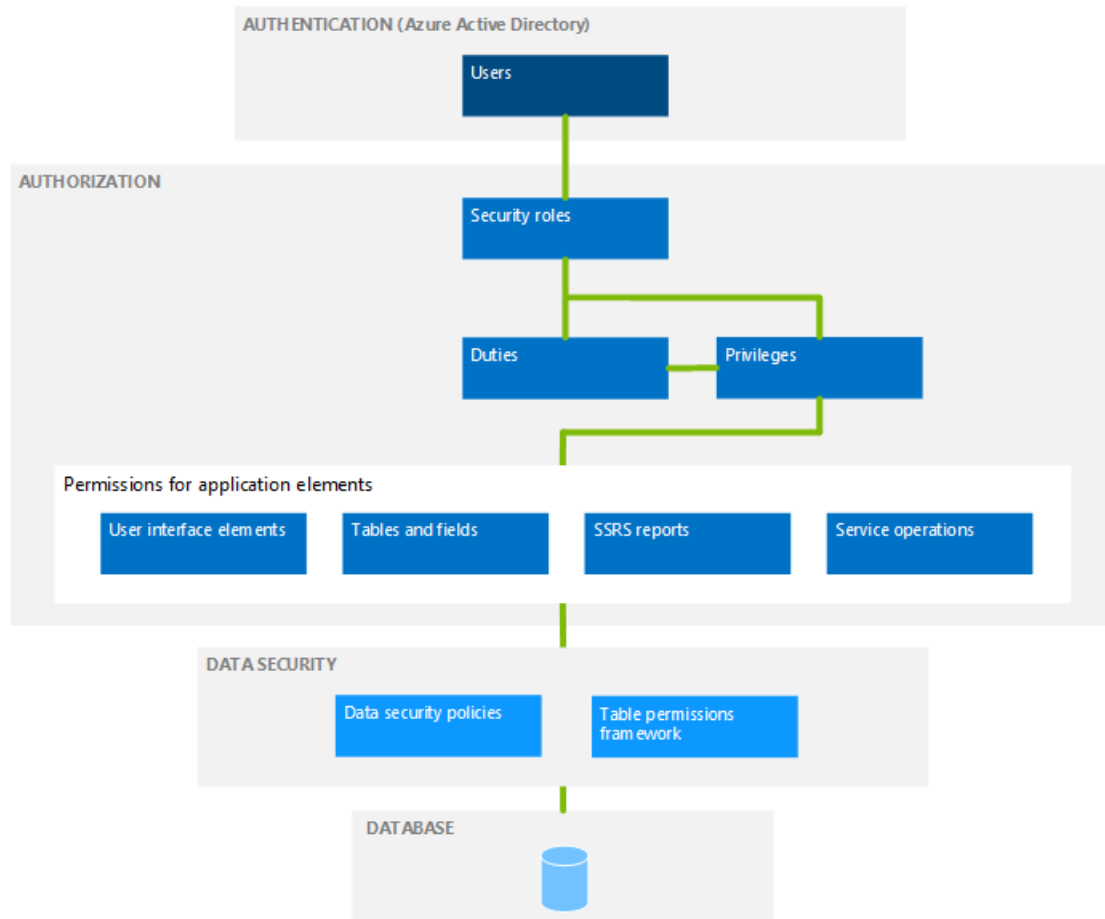 AUTHENTICATION (Azure Active Directory)
Users
AUTHORIZATION
Security roles
Duties
Privileges
Permissions for application elements
User interface elements
Tables and fields
SSRS reports
Service operations
DATA SECURITY
Data security policies
Table permissions
framework
DATABASE